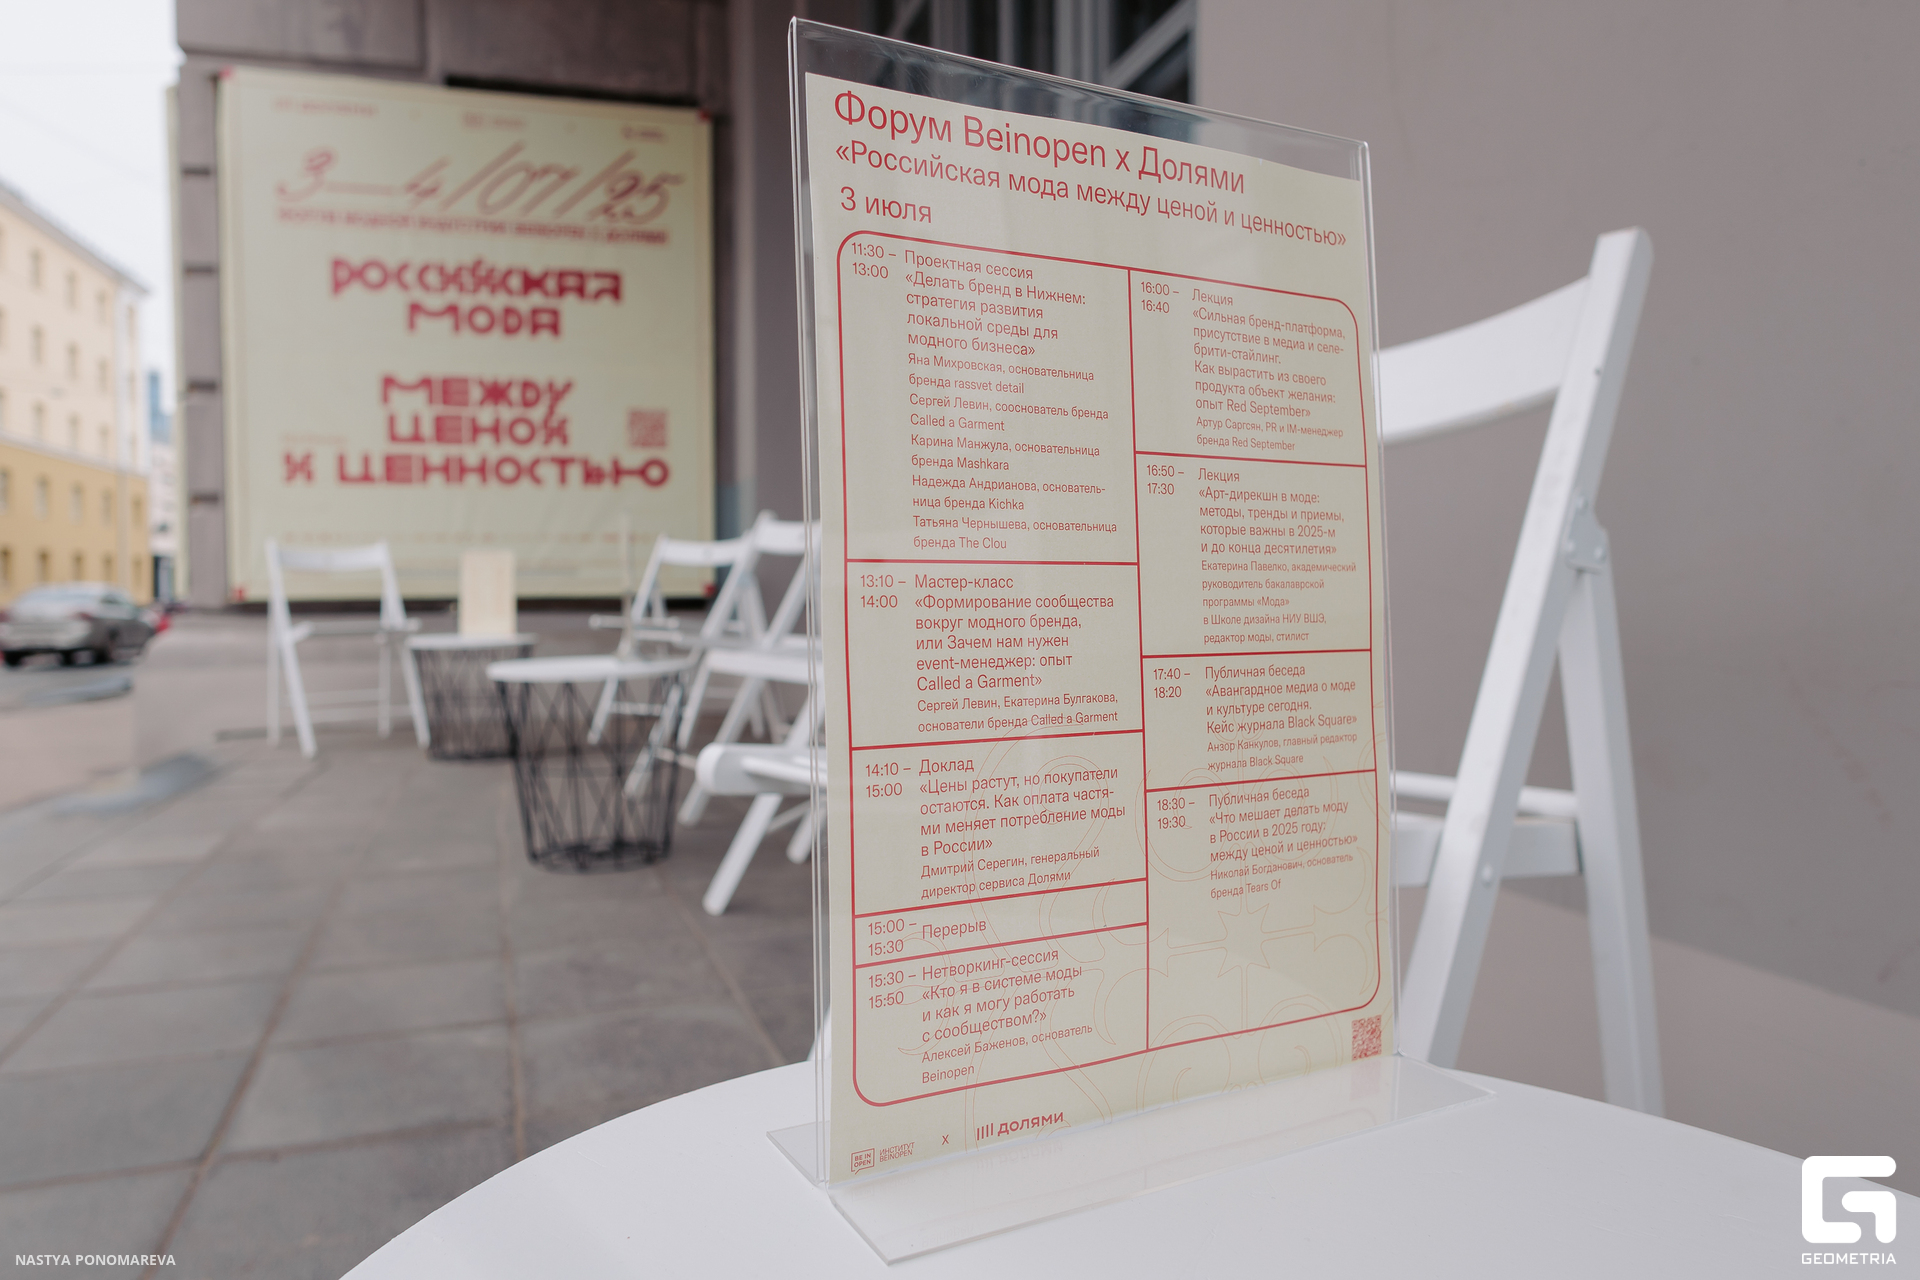 3—4/07/25
РОССИЙСКАЯ
МОДА
МЕЖДУ
ЦЕНОЙ
И ЦЕННОСТЬЮ
Форум Beinopen x Долями
«Российская мода между ценой и ценностью»
3 июля
11:30 – Проектная сессия
13:00 «Делать бренд в Нижнем:
стратегия развития
локальной среды для
модного бизнеса»
Яна Михровская, основательница
бренда rassvet detail
Сергей Левин, сооснователь бренда
Called a Garment
Карина Манжула, основательница
бренда Mashkara
Надежда Андрианова, основатель-
ница бренда Kichka
Татьяна Чернышева, основательница
бренда The Clou
13:10 – Мастер-класс
14:00 «Формирование сообщества
вокруг модного бренда,
или Зачем нам нужен
event-менеджер: опыт
Called a Garment»
Сергей Левин, Екатерина Булгакова,
основатели бренда Called a Garment
14:10 – Доклад
15:00 «Цены растут, но покупатели
остаются. Как оплата частя-
ми меняет потребление моды
в России»
Дмитрий Серегин, генеральный
директор сервиса Долями
15:00 – Перерыв
15:30
15:30 – Нетворкинг-сессия
15:50 «Кто я в системе моды
и как я могу работать
с сообществом?»
Алексей Баженов, основатель
Beinopen
16:00 – Лекция
16:40 «Сильная бренд-платформа,
присутствие в медиа и селе-
брити-стайлинг.
Как вырастить из своего
продукта объект желания:
опыт Red September»
Артур Саргсян, PR и IM-менеджер
бренда Red September
16:50 – Лекция
17:30 «Арт-дирекшн в моде:
методы, тренды и приемы,
которые важны в 2025-м
и до конца десятилетия»
Екатерина Павелко, академический
руководитель бакалаврской
программы «Мода»
в Школе дизайна НИУ ВШЭ,
редактор моды, стилист
17:40 – Публичная беседа
18:20 «Авангардное медиа о моде
и культуре сегодня.
Кейс журнала Black Square»
Анзор Канкулов, главный редактор
журнала Black Square
18:30 – Публичная беседа
19:30 «Что мешает делать моду
в России в 2025 году:
между ценой и ценностью»
Николай Богданович, основатель
бренда Tears Of
BE IN OPEN
ИНСТИТУТ
BEINOPEN
x
долями
NASTYA PONOMAREVA
GEOMETRIA